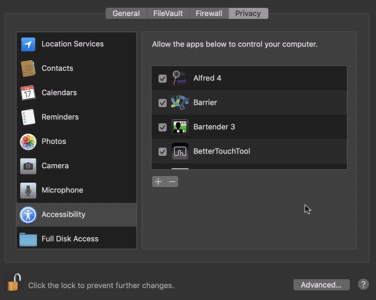 General FileVault Firewall Privacy
Location Services
Contacts
Calendars
Reminders
Photos
Camera
Microphone
Accessibility
Full Disk Access
Allow the apps below to control your computer.
Alfred 4
Barrier
Bartender 3
BetterTouchTool
+ −
Click the lock to prevent further changes.
Advanced... ?